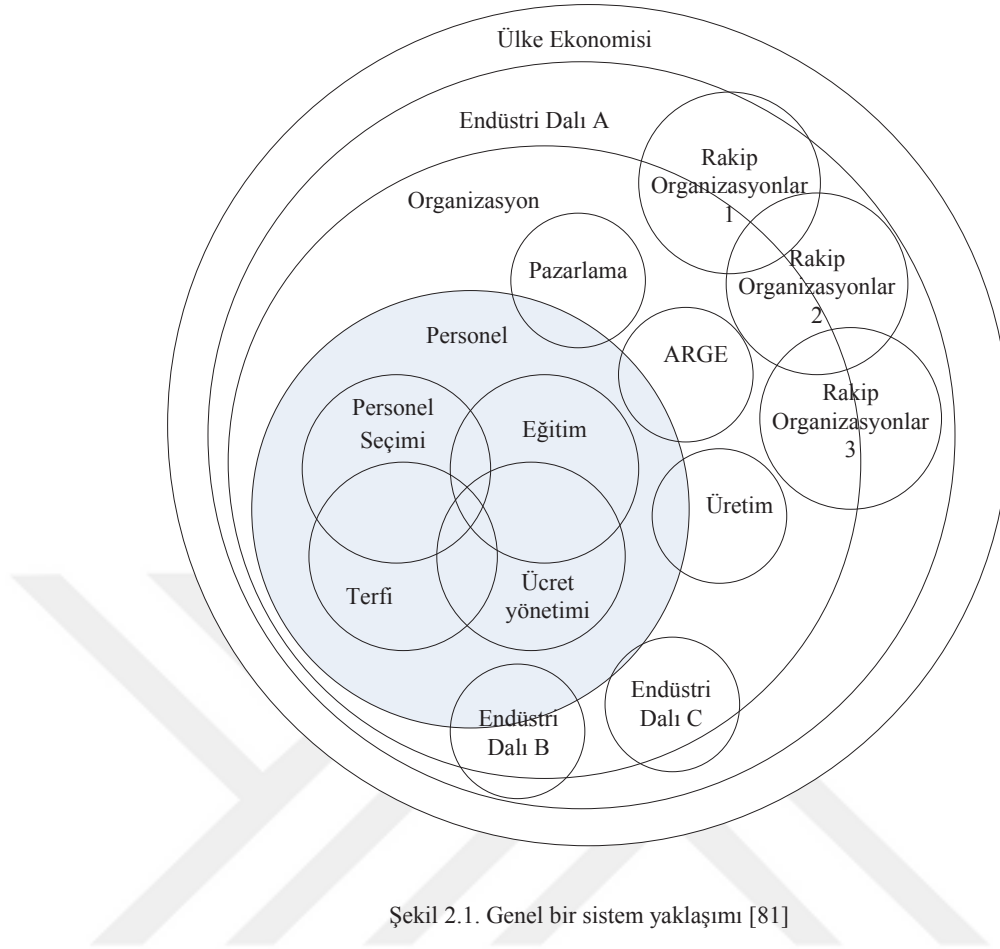 Ülke Ekonomisi
Endüstri Dalı A
Organizasyon
Rakip
Organizasyonlar
1
Rakip
Organizasyonlar
2
Rakip
Organizasyonlar
3
Pazarlama
ARGE
Üretim
Personel
Personel
Seçimi
Eğitim
Terfi
Ücret
yönetimi
Endüstri
Dalı B
Endüstri
Dalı C
Şekil 2.1. Genel bir sistem yaklaşımı [81]